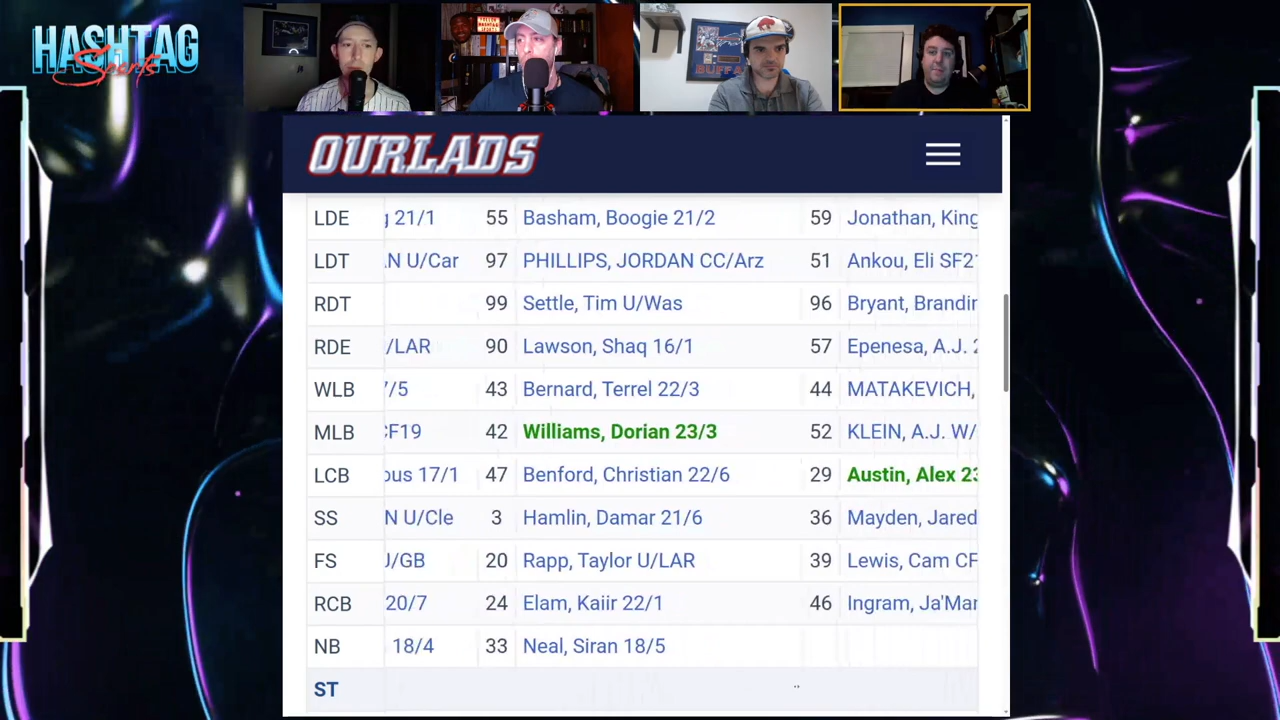 HASHTAG
Sports
BUFFA
OURLADS
LDE g 21/1 55 Basham, Boogie 21/2 59 Jonathan, King
LDT AN U/Car 97 PHILLIPS, JORDAN CC/Arz 51 Ankou, Eli SF21
RDT 99 Settle, Tim U/Was 96 Bryant, Brandin
RDE /LAR 90 Lawson, Shaq 16/1 57 Epenesa, A.J. 2
WLB 7/5 43 Bernard, Terrel 22/3 44 MATAKEVICH,
MLB CF19 42 Williams, Dorian 23/3 52 KLEIN, A.J. W/
LCB ous 17/1 47 Benford, Christian 22/6 29 Austin, Alex 23
SS N U/Cle 3 Hamlin, Damar 21/6 36 Mayden, Jared
FS U/GB 20 Rapp, Taylor U/LAR 39 Lewis, Cam CF
RCB 20/7 24 Elam, Kaiir 22/1 46 Ingram, Ja'Mar
NB 18/4 33 Neal, Siran 18/5
ST